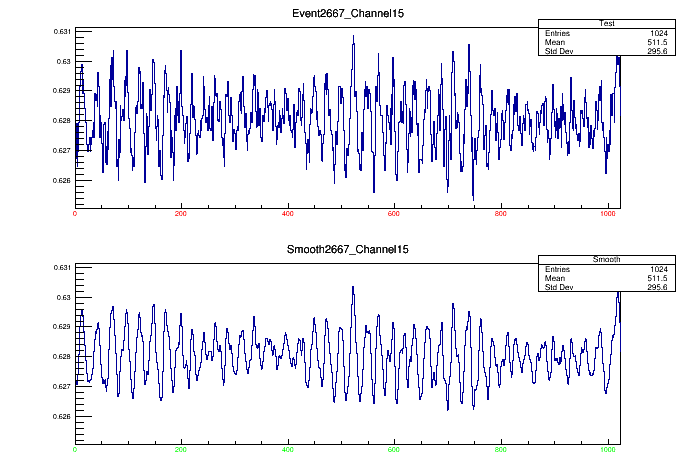 Event2667_Channel15
Test
Entries 1024
Mean 511.5
Std Dev 295.6
0.631
0.63
0.629
0.628
0.627
0.626
0 200 400 600 800 1000
Smooth2667_Channel15
Smooth
Entries 1024
Mean 511.5
Std Dev 295.6
0.631
0.63
0.629
0.628
0.627
0.626
0 200 400 600 800 1000